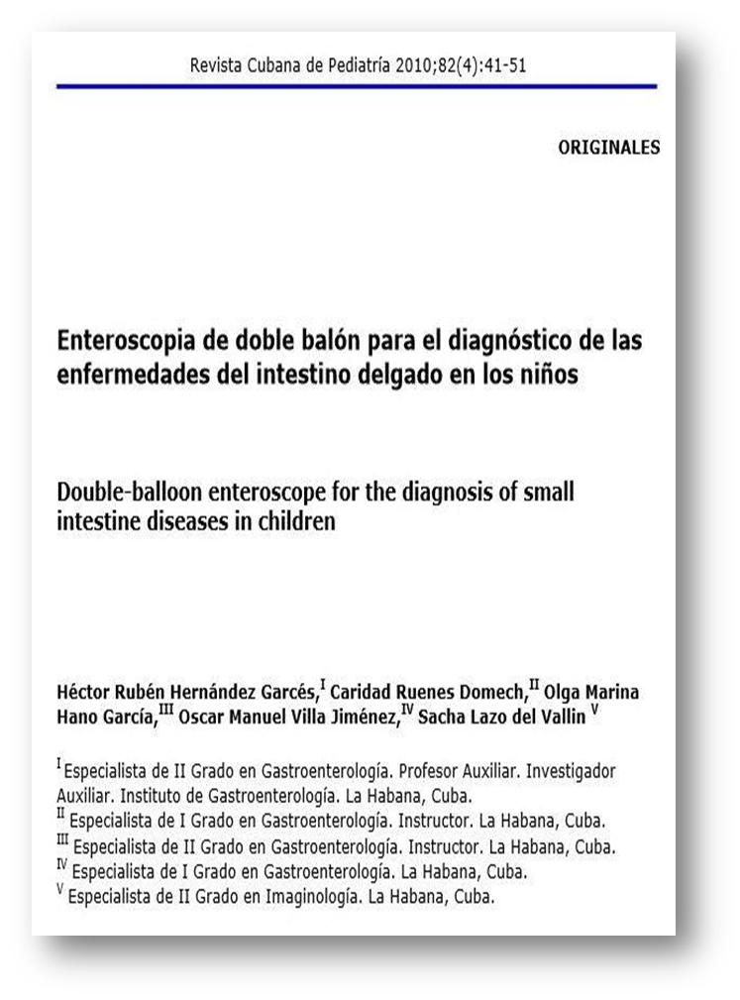 Revista Cubana de Pediatría 2010;82(4):41-51
ORIGINALES
Enteroscopia de doble balón para el diagnóstico de las
enfermedades del intestino delgado en los niños
Double-balloon enteroscope for the diagnosis of small
intestine diseases in children
Héctor Rubén Hernández Garcés,I Caridad Ruenes Domech,II Olga Marina
Hano García,III Oscar Manuel Villa Jiménez,IV Sacha Lazo del Vallin V
I Especialista de II Grado en Gastroenterología. Profesor Auxiliar. Investigador
Auxiliar. Instituto de Gastroenterología. La Habana, Cuba.
II Especialista de I Grado en Gastroenterología. Instructor. La Habana, Cuba.
III Especialista de II Grado en Gastroenterología. Instructor. La Habana, Cuba.
IV Especialista de I Grado en Gastroenterología. La Habana, Cuba.
V Especialista de II Grado en Imaginología. La Habana, Cuba.